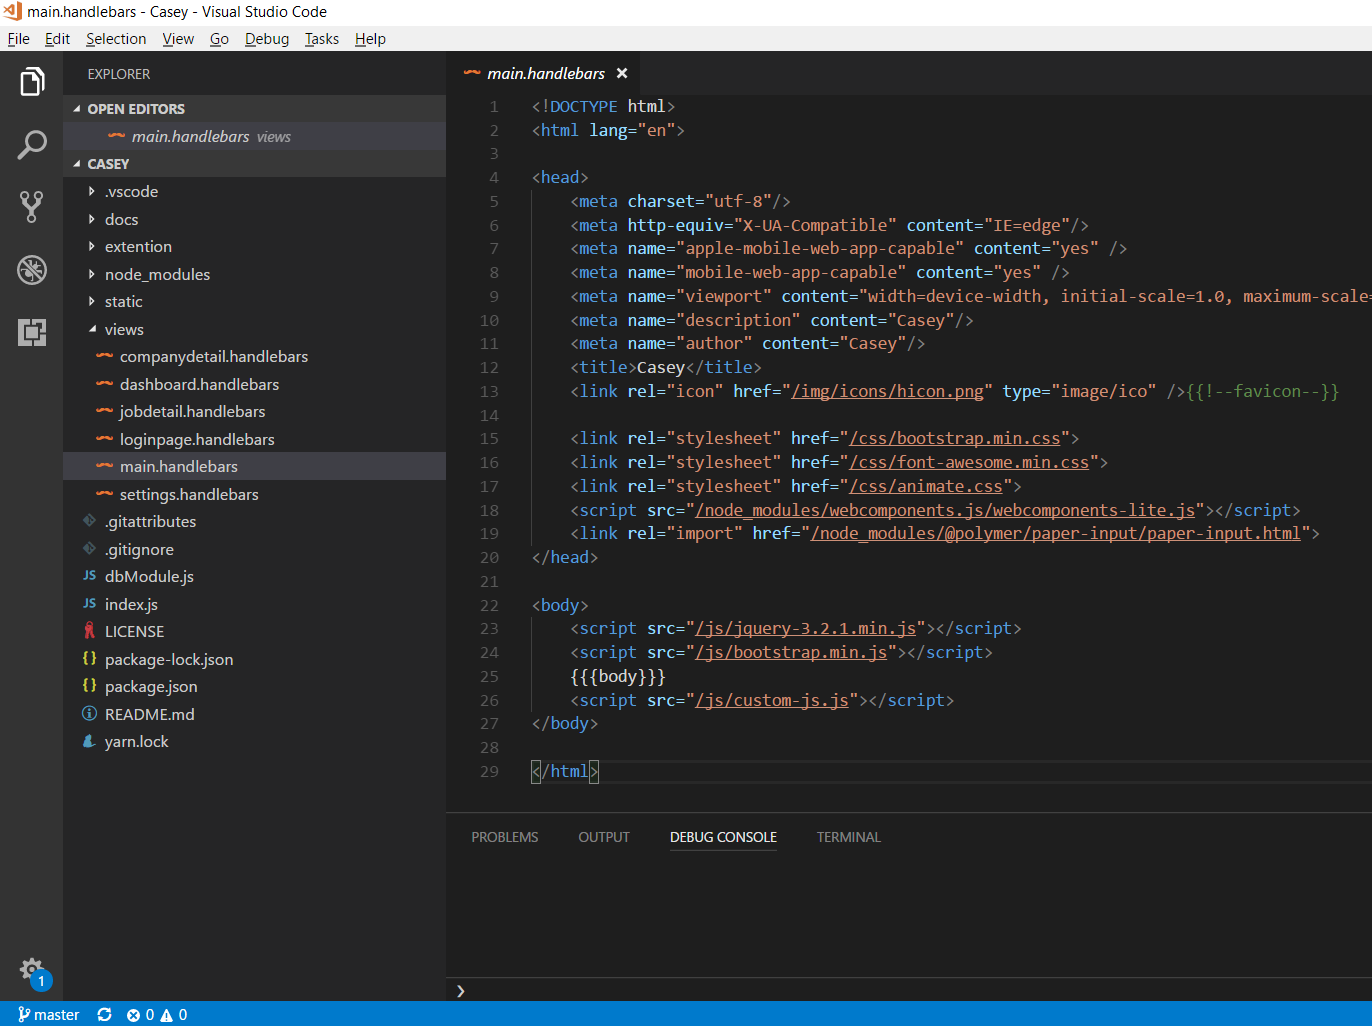 main.handlebars - Casey - Visual Studio Code
File Edit Selection View Go Debug Tasks Help
EXPLORER
OPEN EDITORS
main.handlebars views
CASEY
.vscode
docs
extention
node_modules
static
views
companydetail.handlebars
dashboard.handlebars
jobdetail.handlebars
loginpage.handlebars
main.handlebars
settings.handlebars
.gitattributes
.gitignore
JS dbModule.js
JS index.js
LICENSE
{} package-lock.json
{} package.json
README.md
yarn.lock
main.handlebars ×
1 <!DOCTYPE html>
2 <html lang="en">
3
4 <head>
5 <meta charset="utf-8"/>
6 <meta http-equiv="X-UA-Compatible" content="IE=edge"/>
7 <meta name="apple-mobile-web-app-capable" content="yes" />
8 <meta name="mobile-web-app-capable" content="yes" />
9 <meta name="viewport" content="width=device-width, initial-scale=1.0, maximum-scale=
10 <meta name="description" content="Casey"/>
11 <meta name="author" content="Casey"/>
12 <title>Casey</title>
13 <link rel="icon" href="/img/icons/hicon.png" type="image/ico" />{{!--favicon--}}
14
15 <link rel="stylesheet" href="/css/bootstrap.min.css">
16 <link rel="stylesheet" href="/css/font-awesome.min.css">
17 <link rel="stylesheet" href="/css/animate.css">
18 <script src="/node_modules/webcomponents.js/webcomponents-lite.js"></script>
19 <link rel="import" href="/node_modules/@polymer/paper-input/paper-input.html">
20 </head>
21
22 <body>
23 <script src="/js/jquery-3.2.1.min.js"></script>
24 <script src="/js/bootstrap.min.js"></script>
25 {{{body}}}
26 <script src="/js/custom-js.js"></script>
27 </body>
28
29 </html>
PROBLEMS OUTPUT DEBUG CONSOLE TERMINAL
1
master 0 0